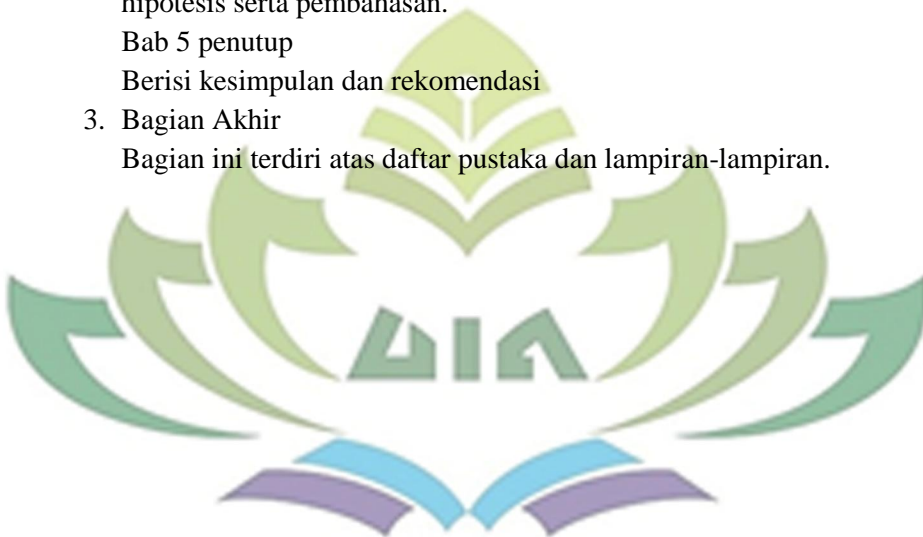 hipotesis serta pembahasan.
Bab 5 penutup
Berisi kesimpulan dan rekomendasi
3. Bagian Akhir
Bagian ini terdiri atas daftar pustaka dan lampiran-lampiran.
UIN